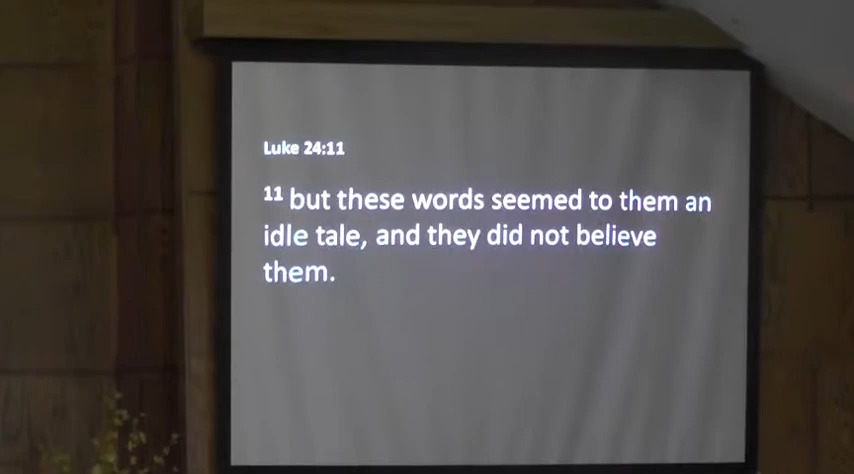 Luke 24:11
11 but these words seemed to them an
idle tale, and they did not believe
them.